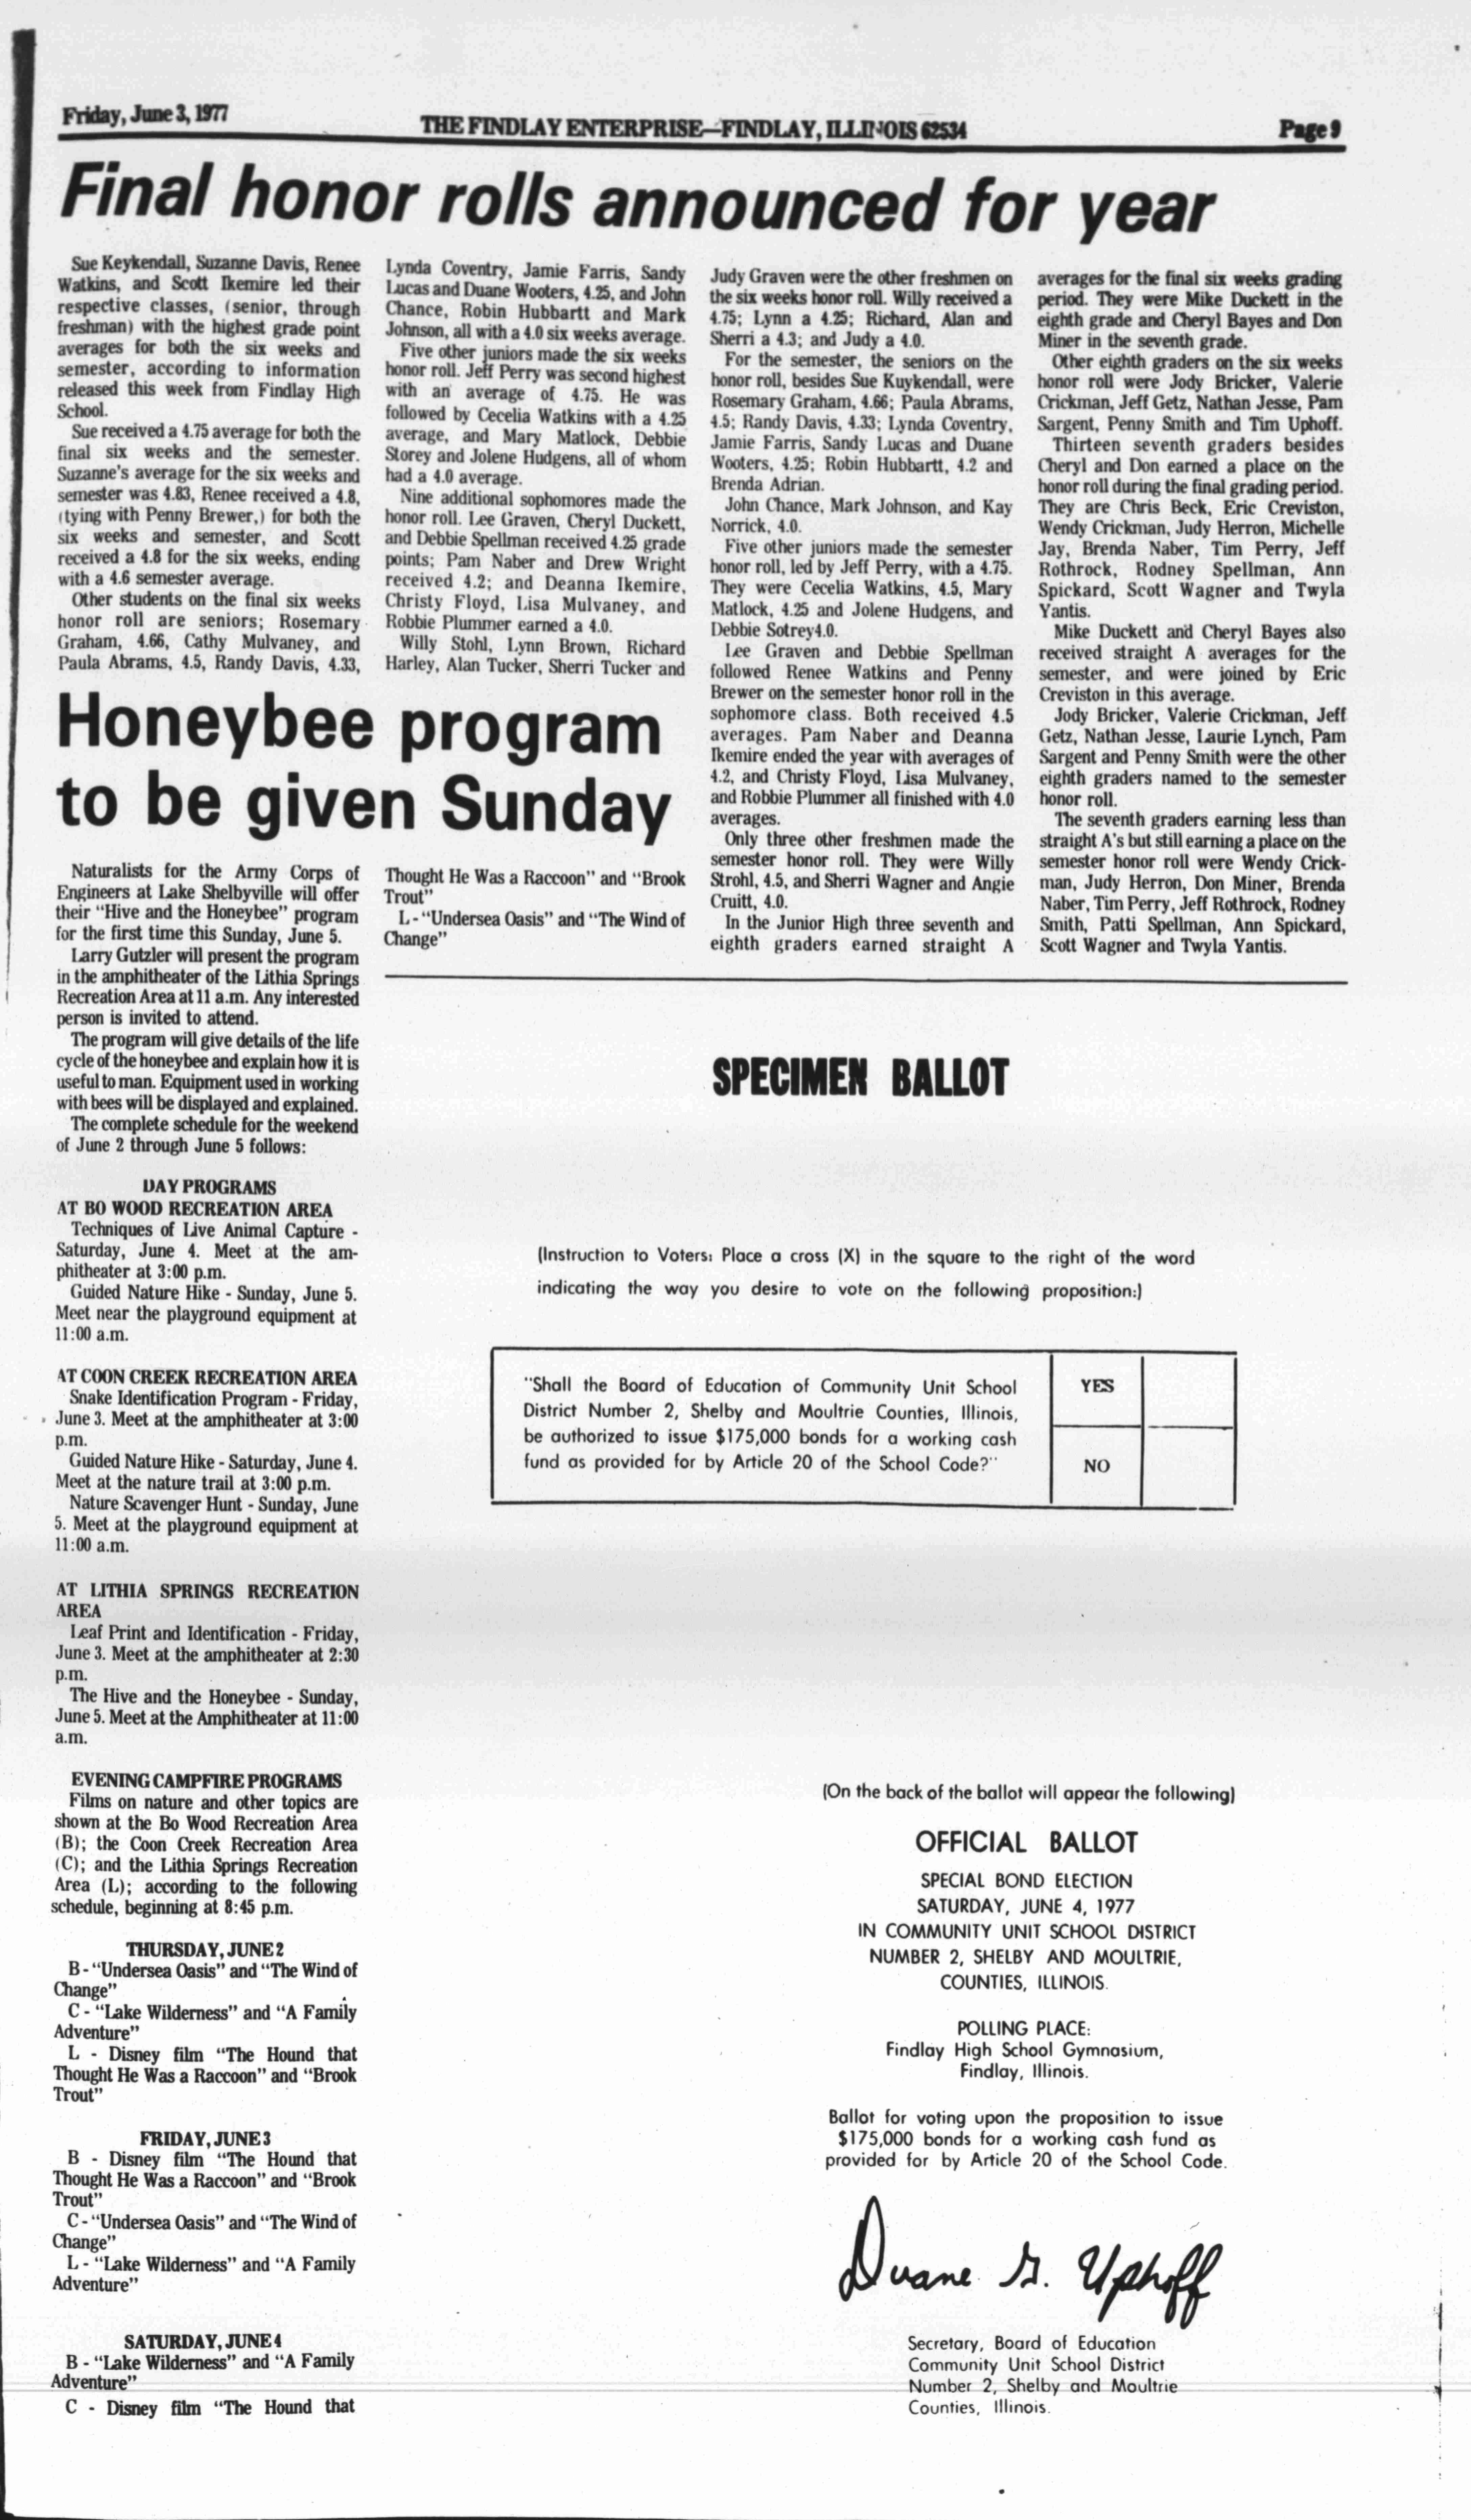 Friday, June 3, 1977
THE FINDLAY ENTERPRISE—FINDLAY, ILLINOIS 62534
Page 9
Final honor rolls announced for year
Sue Keykendall, Suzanne Davis, Renee
Watkins, and Scott Ikemire led their
respective classes, (senior, through
freshman) with the highest grade point
averages for both the six weeks and
semester, according to information
released this week from Findlay High
School.
Sue received a 4.75 average for both the
final six weeks and the semester.
Suzanne's average for the six weeks and
semester was 4.83, Renee received a 4.8,
(tying with Penny Brewer,) for both the
six weeks and semester, and Scott
received a 4.8 for the six weeks, ending
with a 4.6 semester average.
Other students on the final six weeks
honor roll are seniors; Rosemary
Graham, 4.66, Cathy Mulvaney, and
Paula Abrams, 4.5, Randy Davis, 4.33,
Lynda Coventry, Jamie Farris, Sandy
Lucas and Duane Wooters, 4.25, and John
Chance, Robin Hubbartt and Mark
Johnson, all with a 4.0 six weeks average.
Five other juniors made the six weeks
honor roll. Jeff Perry was second highest
with an average of 4.75. He was
followed by Cecelia Watkins with a 4.25
average, and Mary Matlock, Debbie
Storey and Jolene Hudgens, all of whom
had a 4.0 average.
Nine additional sophomores made the
honor roll. Lee Graven, Cheryl Duckett,
and Debbie Spellman received 4.25 grade
points; Pam Naber and Drew Wright
received 4.2; and Deanna Ikemire,
Christy Floyd, Lisa Mulvaney, and
Robbie Plummer earned a 4.0.
Willy Stohl, Lynn Brown, Richard
Harley, Alan Tucker, Sherri Tucker and
Judy Graven were the other freshmen on
the six weeks honor roll. Willy received a
4.75; Lynn a 4.25; Richard, Alan and
Sherri a 4.3; and Judy a 4.0.
For the semester, the seniors on the
honor roll, besides Sue Kuykendall, were
Rosemary Graham, 4.66; Paula Abrams,
4.5; Randy Davis, 4.33; Lynda Coventry,
Jamie Farris, Sandy Lucas and Duane
Wooters, 4.25; Robin Hubbartt, 4.2 and
Brenda Adrian.
John Chance, Mark Johnson, and Kay
Norrick, 4.0.
Five other juniors made the semester
honor roll, led by Jeff Perry, with a 4.75.
They were Cecelia Watkins, 4.5, Mary
Matlock, 4.25 and Jolene Hudgens, and
Debbie Sotrey4.0.
Lee Graven and Debbie Spellman
followed Renee Watkins and Penny
Brewer on the semester honor roll in the
sophomore class. Both received 4.5
averages. Pam Naber and Deanna
Ikemire ended the year with averages of
4.2, and Christy Floyd, Lisa Mulvaney,
and Robbie Plummer all finished with 4.0
averages.
Only three other freshmen made the
semester honor roll. They were Willy
Strohl, 4.5, and Sherri Wagner and Angie
Cruitt, 4.0.
In the Junior High three seventh and
eighth graders earned straight A
averages for the final six weeks grading
period. They were Mike Duckett in the
eighth grade and Cheryl Bayes and Don
Miner in the seventh grade.
Other eighth graders on the six weeks
honor roll were Jody Bricker, Valerie
Crickman, Jeff Getz, Nathan Jesse, Pam
Sargent, Penny Smith and Tim Uphoff.
Thirteen seventh graders besides
Cheryl and Don earned a place on the
honor roll during the final grading period.
They are Chris Beck, Eric Creviston,
Wendy Crickman, Judy Herron, Michelle
Jay, Brenda Naber, Tim Perry, Jeff
Rothrock, Rodney Spellman, Ann
Spickard, Scott Wagner and Twyla
Yantis.
Mike Duckett and Cheryl Bayes also
received straight A averages for the
semester, and were joined by Eric
Creviston in this average.
Jody Bricker, Valerie Crickman, Jeff
Getz, Nathan Jesse, Laurie Lynch, Pam
Sargent and Penny Smith were the other
eighth graders named to the semester
honor roll.
The seventh graders earning less than
straight A's but still earning a place on the
semester honor roll were Wendy Crick-
man, Judy Herron, Don Miner, Brenda
Naber, Tim Perry, Jeff Rothrock, Rodney
Smith, Patti Spellman, Ann Spickard,
Scott Wagner and Twyla Yantis.
Honeybee program
to be given Sunday
Naturalists for the Army Corps of
Engineers at Lake Shelbyville will offer
their "Hive and the Honeybee" program
for the first time this Sunday, June 5.
Larry Gutzler will present the program
in the amphitheater of the Lithia Springs
Recreation Area at 11 a.m. Any interested
person is invited to attend.
The program will give details of the life
cycle of the honeybee and explain how it is
useful to man. Equipment used in working
with bees will be displayed and explained.
The complete schedule for the weekend
of June 2 through June 5 follows:
DAY PROGRAMS
AT BO WOOD RECREATION AREA
Techniques of Live Animal Capture -
Saturday, June 4. Meet at the am-
phitheater at 3:00 p.m.
Guided Nature Hike - Sunday, June 5.
Meet near the playground equipment at
11:00 a.m.
AT COON CREEK RECREATION AREA
Snake Identification Program - Friday,
June 3. Meet at the amphitheater at 3:00
p.m.
Guided Nature Hike - Saturday, June 4.
Meet at the nature trail at 3:00 p.m.
Nature Scavenger Hunt - Sunday, June
5. Meet at the playground equipment at
11:00 a.m.
AT LITHIA SPRINGS RECREATION
AREA
Leaf Print and Identification - Friday,
June 3. Meet at the amphitheater at 2:30
p.m.
The Hive and the Honeybee - Sunday,
June 5. Meet at the Amphitheater at 11:00
a.m.
EVENING CAMPFIRE PROGRAMS
Films on nature and other topics are
shown at the Bo Wood Recreation Area
(B); the Coon Creek Recreation Area
(C); and the Lithia Springs Recreation
Area (L); according to the following
schedule, beginning at 8:45 p.m.
THURSDAY, JUNE 2
B - "Undersea Oasis" and "The Wind of
Change"
C - "Lake Wilderness" and "A Family
Adventure"
L - Disney film "The Hound that
Thought He Was a Raccoon" and "Brook
Trout"
FRIDAY, JUNE 3
B - Disney film "The Hound that
Thought He Was a Raccoon" and "Brook
Trout"
C - "Undersea Oasis" and "The Wind of
Change"
L - "Lake Wilderness" and "A Family
Adventure"
SATURDAY, JUNE 4
B - "Lake Wilderness" and "A Family
Adventure"
C - Disney film "The Hound that
Thought He Was a Raccoon" and "Brook
Trout"
L - "Undersea Oasis" and "The Wind of
Change"
SPECIMEN BALLOT
(Instruction to Voters: Place a cross (X) in the square to the right of the word
indicating the way you desire to vote on the following proposition:)
"Shall the Board of Education of Community Unit School
District Number 2, Shelby and Moultrie Counties, Illinois,
be authorized to issue $175,000 bonds for a working cash
fund as provided for by Article 20 of the School Code?"
YES
NO
(On the back of the ballot will appear the following)
OFFICIAL BALLOT
SPECIAL BOND ELECTION
SATURDAY, JUNE 4, 1977
IN COMMUNITY UNIT SCHOOL DISTRICT
NUMBER 2, SHELBY AND MOULTRIE,
COUNTIES, ILLINOIS.
POLLING PLACE:
Findlay High School Gymnasium,
Findlay, Illinois.
Ballot for voting upon the proposition to issue
$175,000 bonds for a working cash fund as
provided for by Article 20 of the School Code.
Duane G. Uphoff
Secretary, Board of Education
Community Unit School District
Number 2, Shelby and Moultrie
Counties, Illinois.